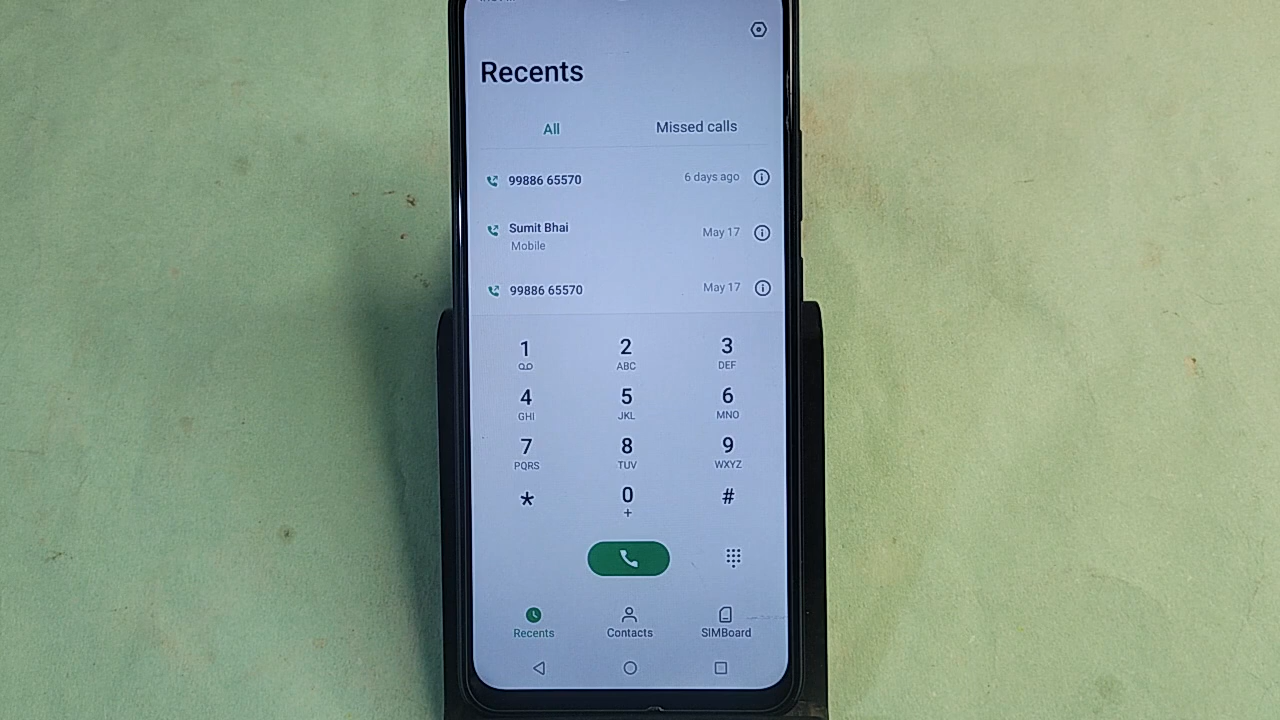 Recents
All Missed calls
99886 65570 6 days ago
Sumit Bhai May 17
Mobile
99886 65570 May 17
1 2 3
ABC DEF
4 5 6
GHI JKL MNO
7 8 9
PQRS TUV WXYZ
* 0 #
+
Recents Contacts SIMBoard